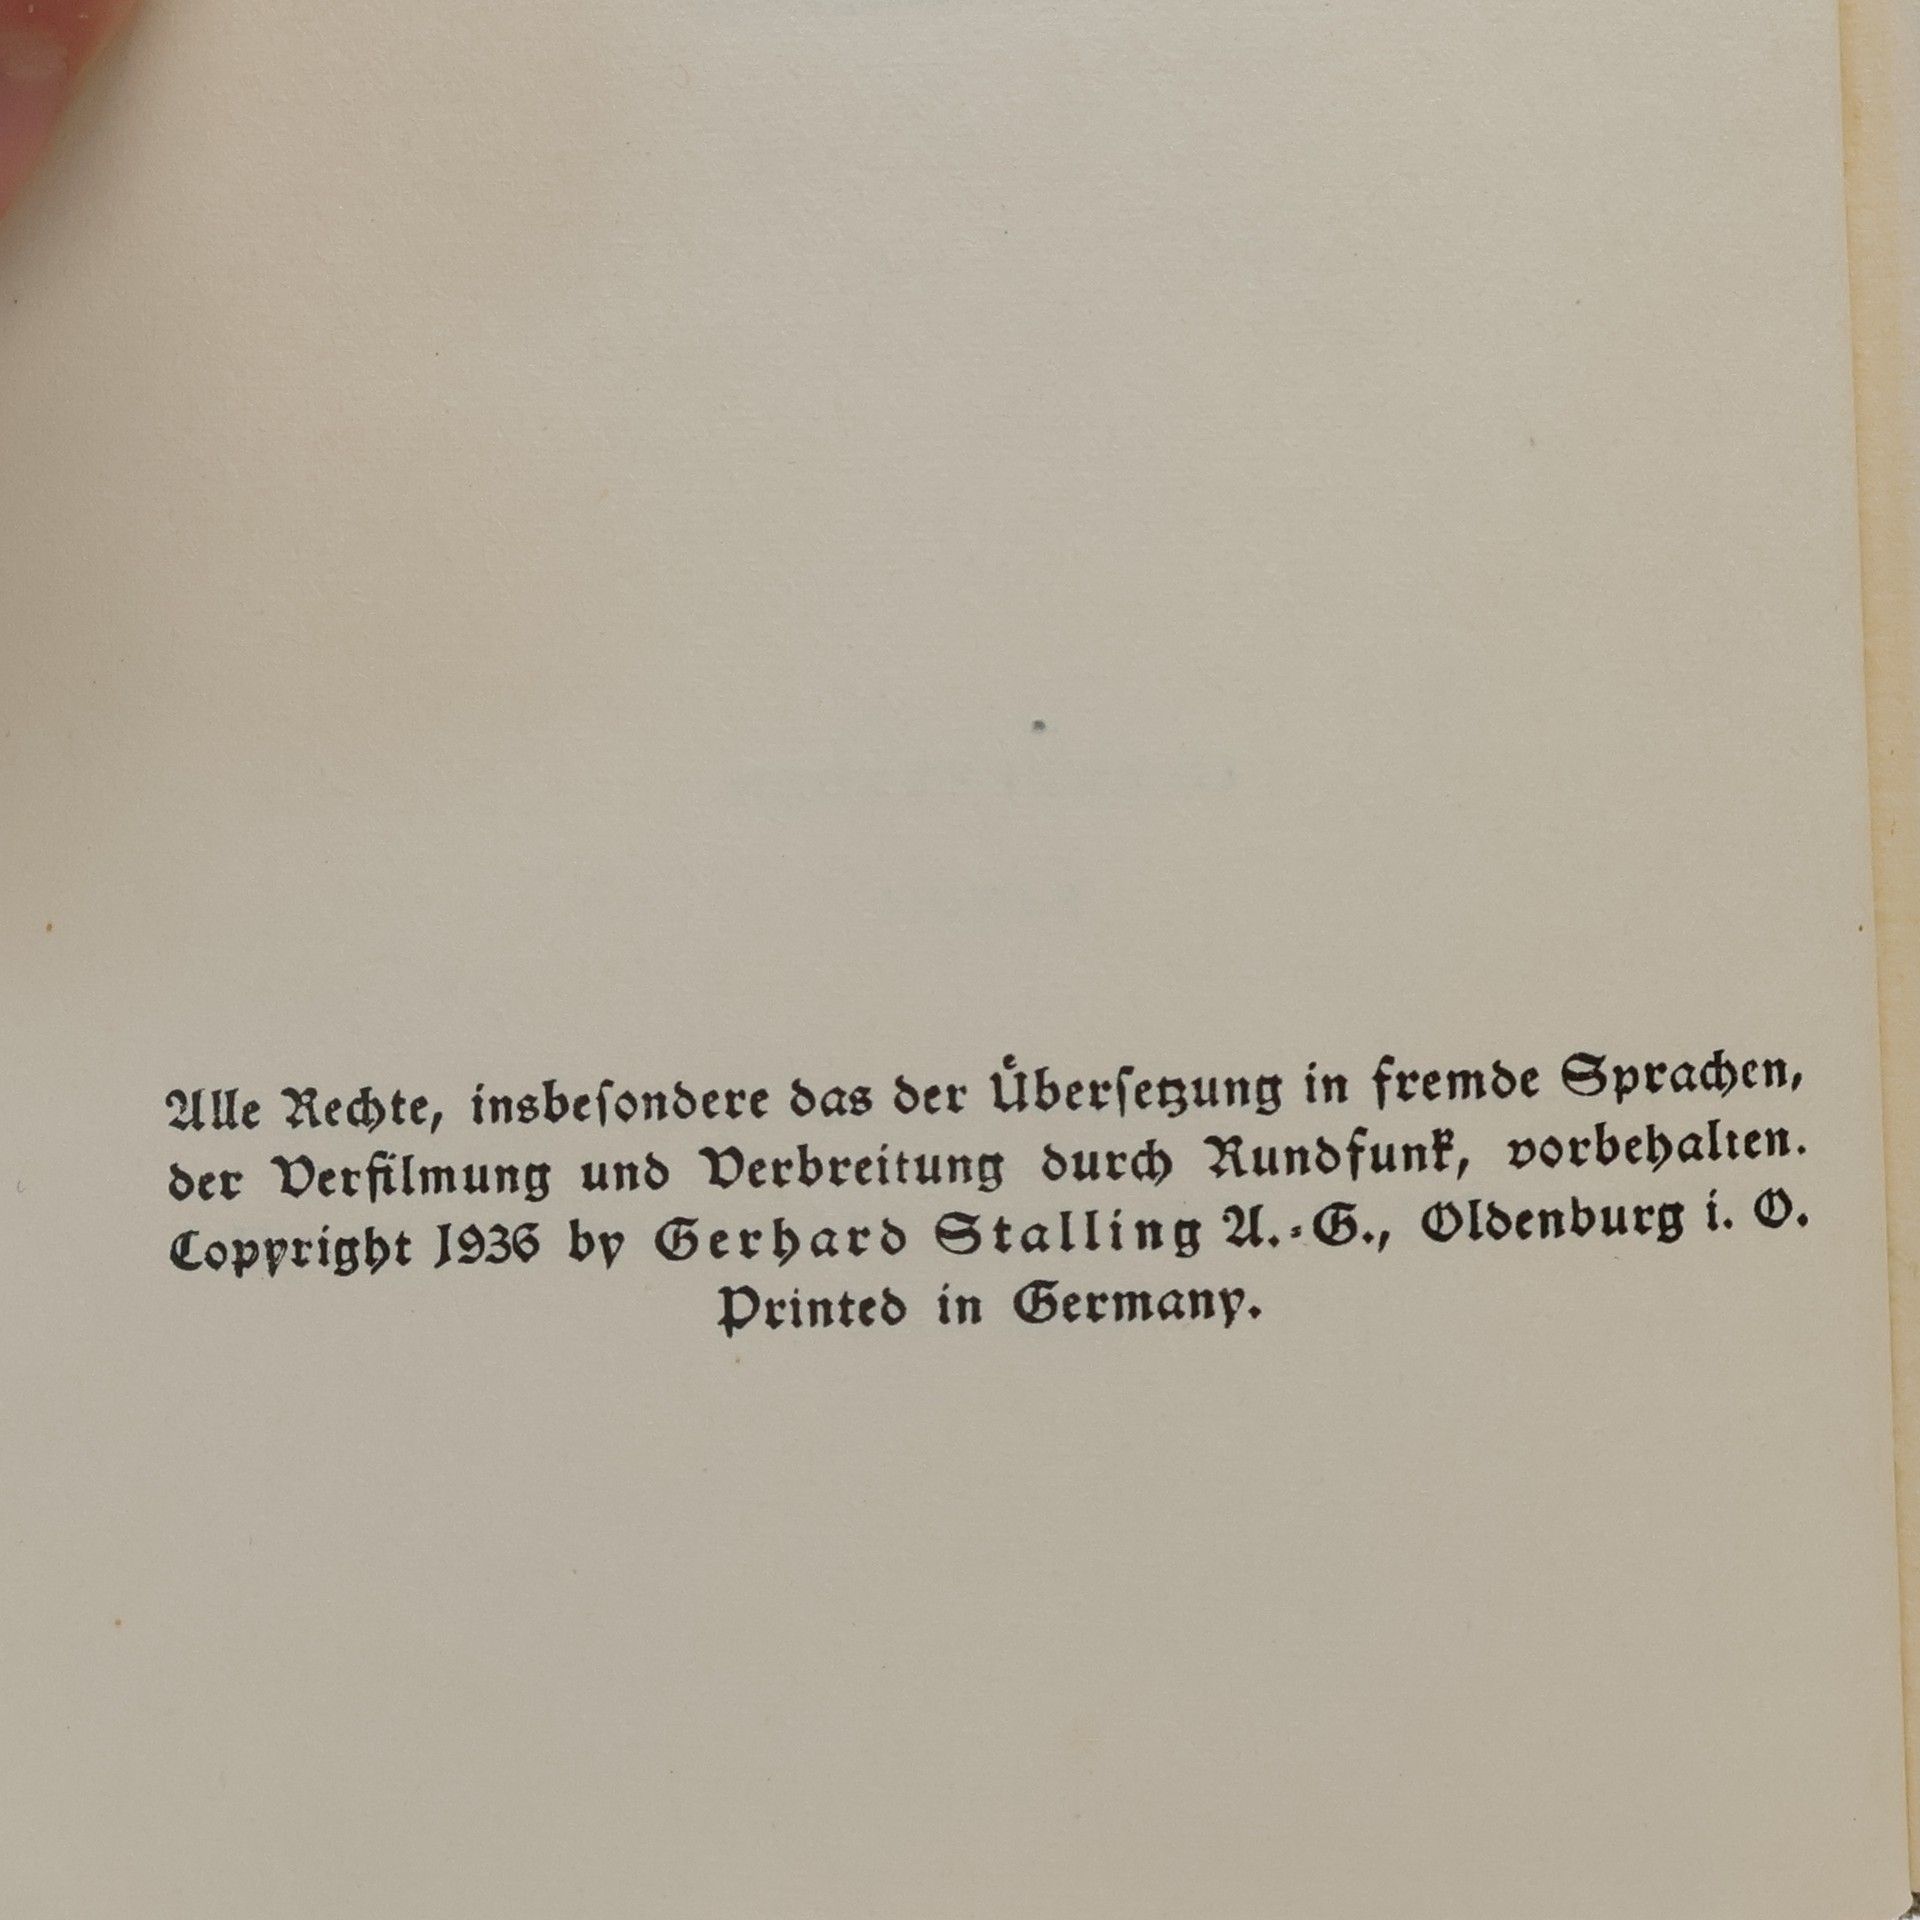 Alle Rechte, insbeſondere das der Überſetzung in fremde Sprachen,
der Verfilmung und Verbreitung durch Rundfunk, vorbehalten.
Copyright 1936 by Gerhard Stalling A.-G., Oldenburg i. O.
Printed in Germany.